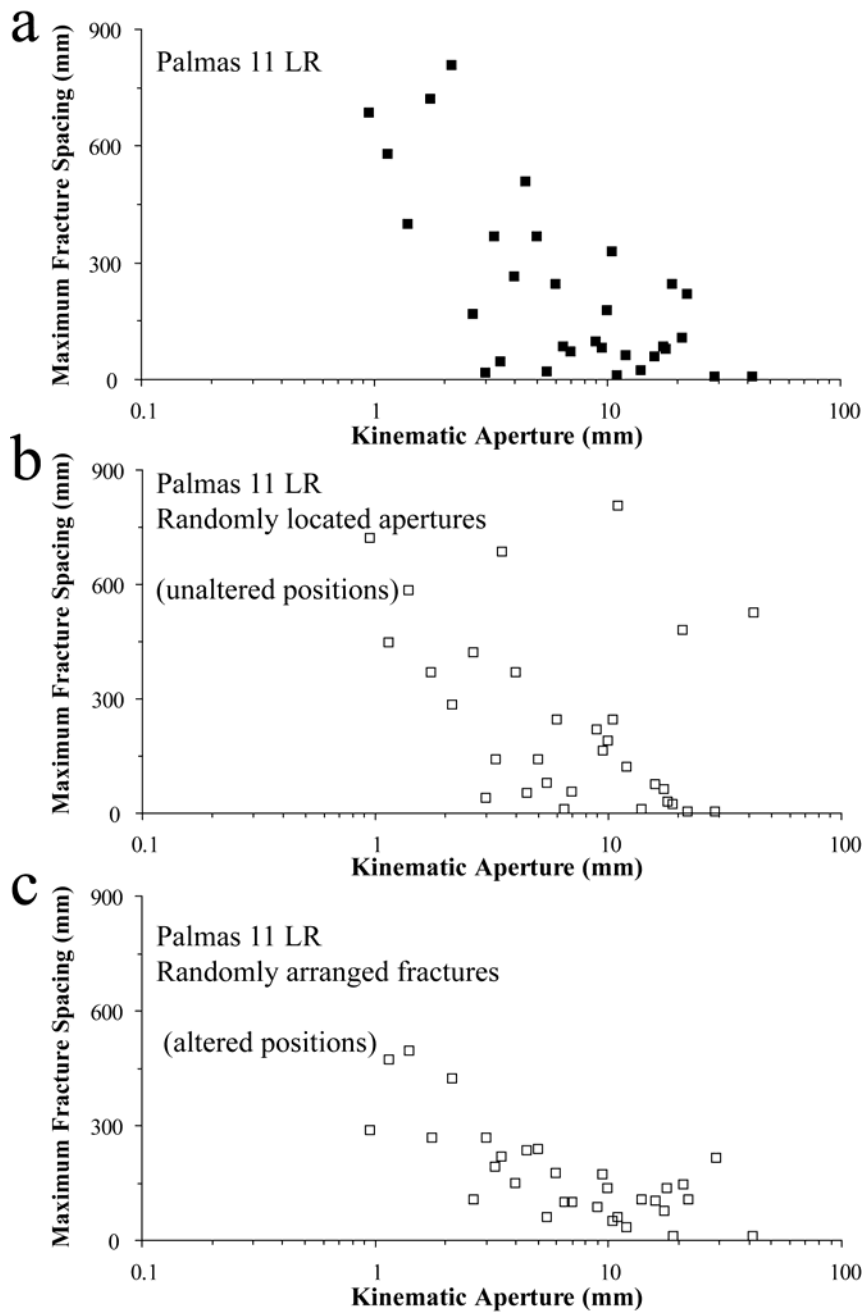 a
Maximum Fracture Spacing (mm)
900
600
300
0
Palmas 11 LR
0.1 1 10 100
Kinematic Aperture (mm)
b
Maximum Fracture Spacing (mm)
900
600
300
0
Palmas 11 LR
Randomly located apertures
(unaltered positions)
0.1 1 10 100
Kinematic Aperture (mm)
c
Maximum Fracture Spacing (mm)
900
600
300
0
Palmas 11 LR
Randomly arranged fractures
(altered positions)
0.1 1 10 100
Kinematic Aperture (mm)